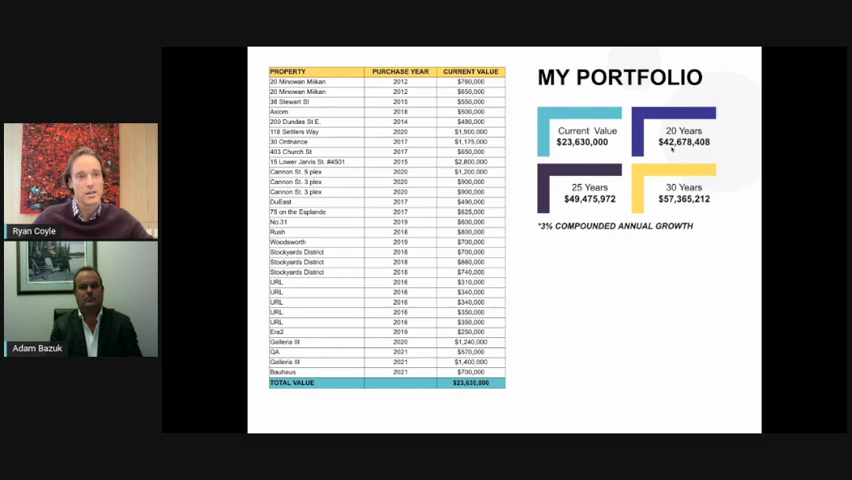 PROPERTY PURCHASE YEAR CURRENT VALUE
20 Minowan Miikan 2012 $760,000
20 Minowan Miikan 2012 $650,000
38 Stewart St 2015 $550,000
Axiom 2018 $500,000
200 Dundas St E. 2014 $480,000
116 Settlers Way 2020 $1,900,000
30 Ordnance 2017 $1,175,000
403 Church St 2017 $650,000
15 Lower Jarvis St. #4501 2015 $2,800,000
Cannon St. 5 plex 2020 $1,200,000
Cannon St. 3 plex 2020 $900,000
Cannon St. 3 plex 2020 $900,000
DuEast 2017 $490,000
75 on the Esplande 2017 $625,000
No.31 2019 $600,000
Rush 2018 $800,000
Woodsworth 2019 $700,000
Stockyards District 2018 $700,000
Stockyards District 2018 $660,000
Stockyards District 2018 $740,000
URL 2016 $310,000
URL 2016 $340,000
URL 2016 $340,000
URL 2016 $350,000
URL 2016 $350,000
Era2 2019 $250,000
Galleria III 2020 $1,240,000
QA 2021 $570,000
Galleria III 2021 $1,400,000
Bauhaus 2021 $700,000
TOTAL VALUE $23,630,000
MY PORTFOLIO
Current Value
$23,630,000
20 Years
$42,678,408
25 Years
$49,475,972
30 Years
$57,365,212
*3% COMPOUNDED ANNUAL GROWTH
Ryan Coyle
Adam Bazuk